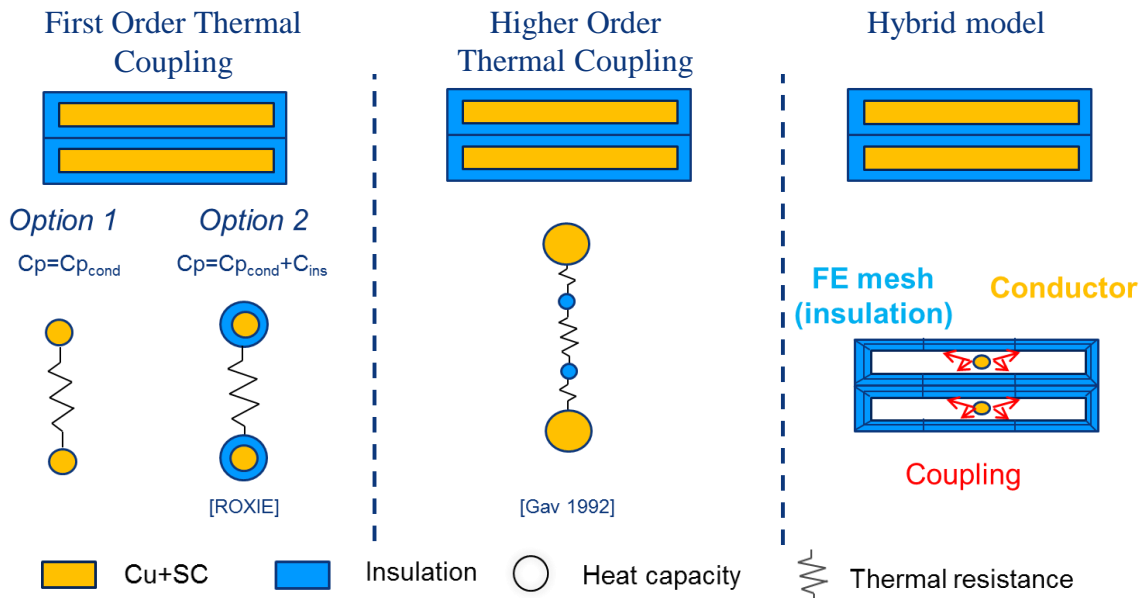 First Order Thermal
Coupling
Higher Order
Thermal Coupling
Hybrid model
Option 1
Option 2
Cp=Cpcond
Cp=Cpcond+Cins
FE mesh
(insulation)
Conductor
Coupling
[ROXIE]
[Gav 1992]
Cu+SC
Insulation
Heat capacity
Thermal resistance